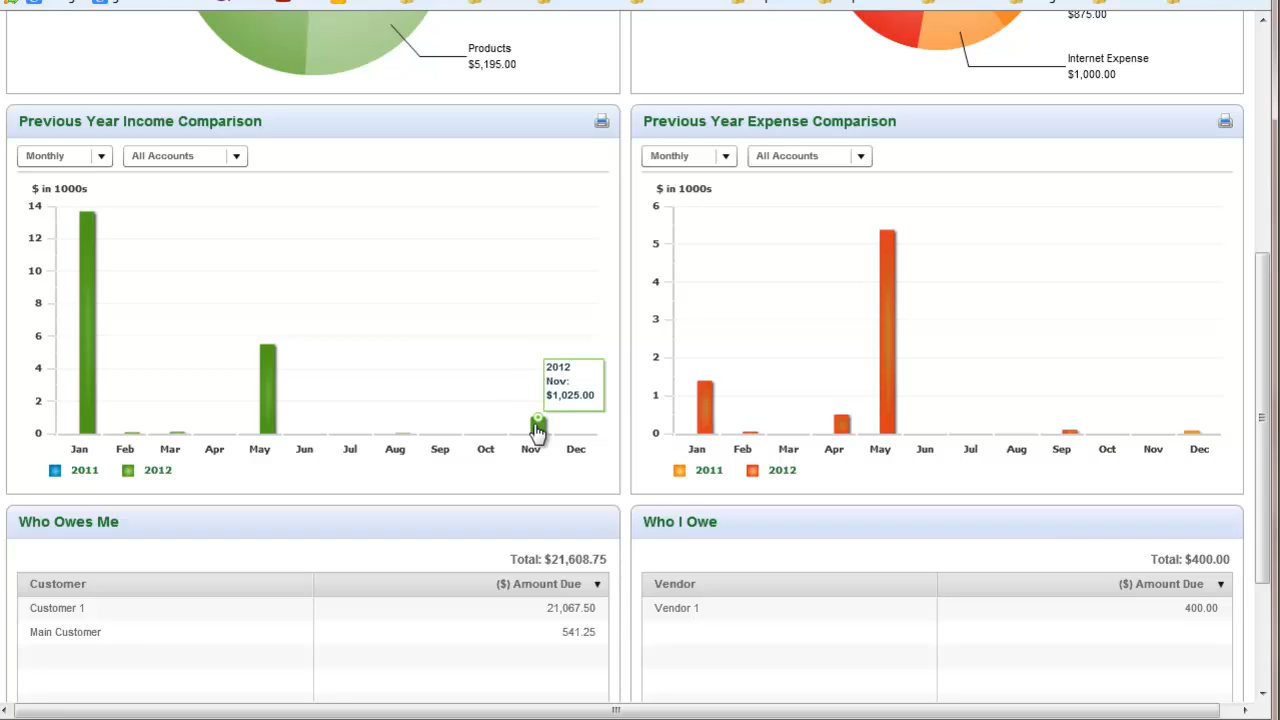 $875.00
Products
$5,195.00
Internet Expense
$1,000.00
Previous Year Income Comparison
Monthly
All Accounts
$ in 1000s
14
12
10
8
6
4
2
0
2012
Nov:
$1,025.00
Jan Feb Mar Apr May Jun Jul Aug Sep Oct Nov Dec
2011 2012
Previous Year Expense Comparison
Monthly
All Accounts
$ in 1000s
6
5
4
3
2
1
0
Jan Feb Mar Apr May Jun Jul Aug Sep Oct Nov Dec
2011 2012
Who Owes Me
Total: $21,608.75
Customer ($) Amount Due
Customer 1 21,067.50
Main Customer 541.25
Who I Owe
Total: $400.00
Vendor ($) Amount Due
Vendor 1 400.00